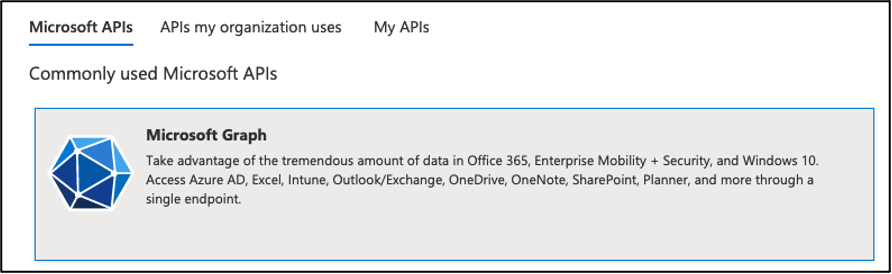 Microsoft APIs APIs my organization uses My APIs
Commonly used Microsoft APIs
Microsoft Graph
Take advantage of the tremendous amount of data in Office 365, Enterprise Mobility + Security, and Windows 10.
Access Azure AD, Excel, Intune, Outlook/Exchange, OneDrive, OneNote, SharePoint, Planner, and more through a
single endpoint.